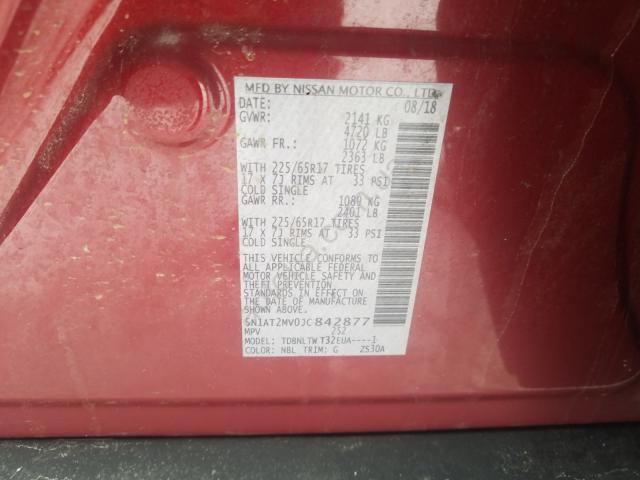 MFD BY NISSAN MOTOR CO., LTD.
DATE: 08/18
GVWR: 2141 KG
4720 LB
GAWR FR.: 1072 KG
2363 LB
WITH 225/65R17 TIRES
17 X 7J RIMS AT 33 PSI
COLD SINGLE
GAWR RR.: 1089 KG
2401 LB
WITH 225/65R17 TIRES
17 X 7J RIMS AT 33 PSI
COLD SINGLE
THIS VEHICLE CONFORMS TO
ALL APPLICABLE FEDERAL
MOTOR VEHICLE SAFETY AND
THEFT PREVENTION
STANDARDS IN EFFECT ON
THE DATE OF MANUFACTURE
SHOWN ABOVE.
5N1AT2MV0JC842877
MPV 252
MODEL: TDBNLTW T32EUA----1
COLOR: NBL TRIM: G ZS30A